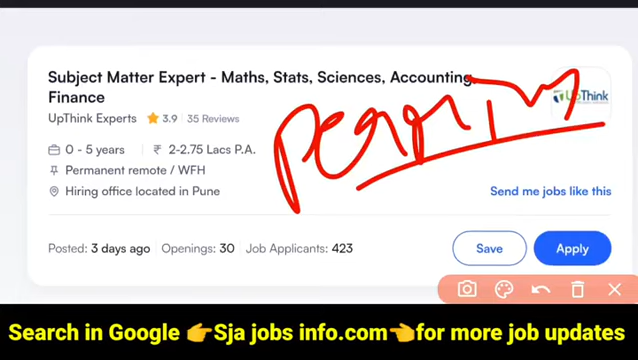 Subject Matter Expert - Maths, Stats, Sciences, Accounting,
Finance
UpThink Experts 3.9 35 Reviews
UpThink
0 - 5 years ₹ 2-2.75 Lacs P.A.
Permanent remote / WFH
Hiring office located in Pune
Send me jobs like this
Posted: 3 days ago Openings: 30 Job Applicants: 423
Save Apply
Search in Google 👉Sja jobs info.com👈for more job updates